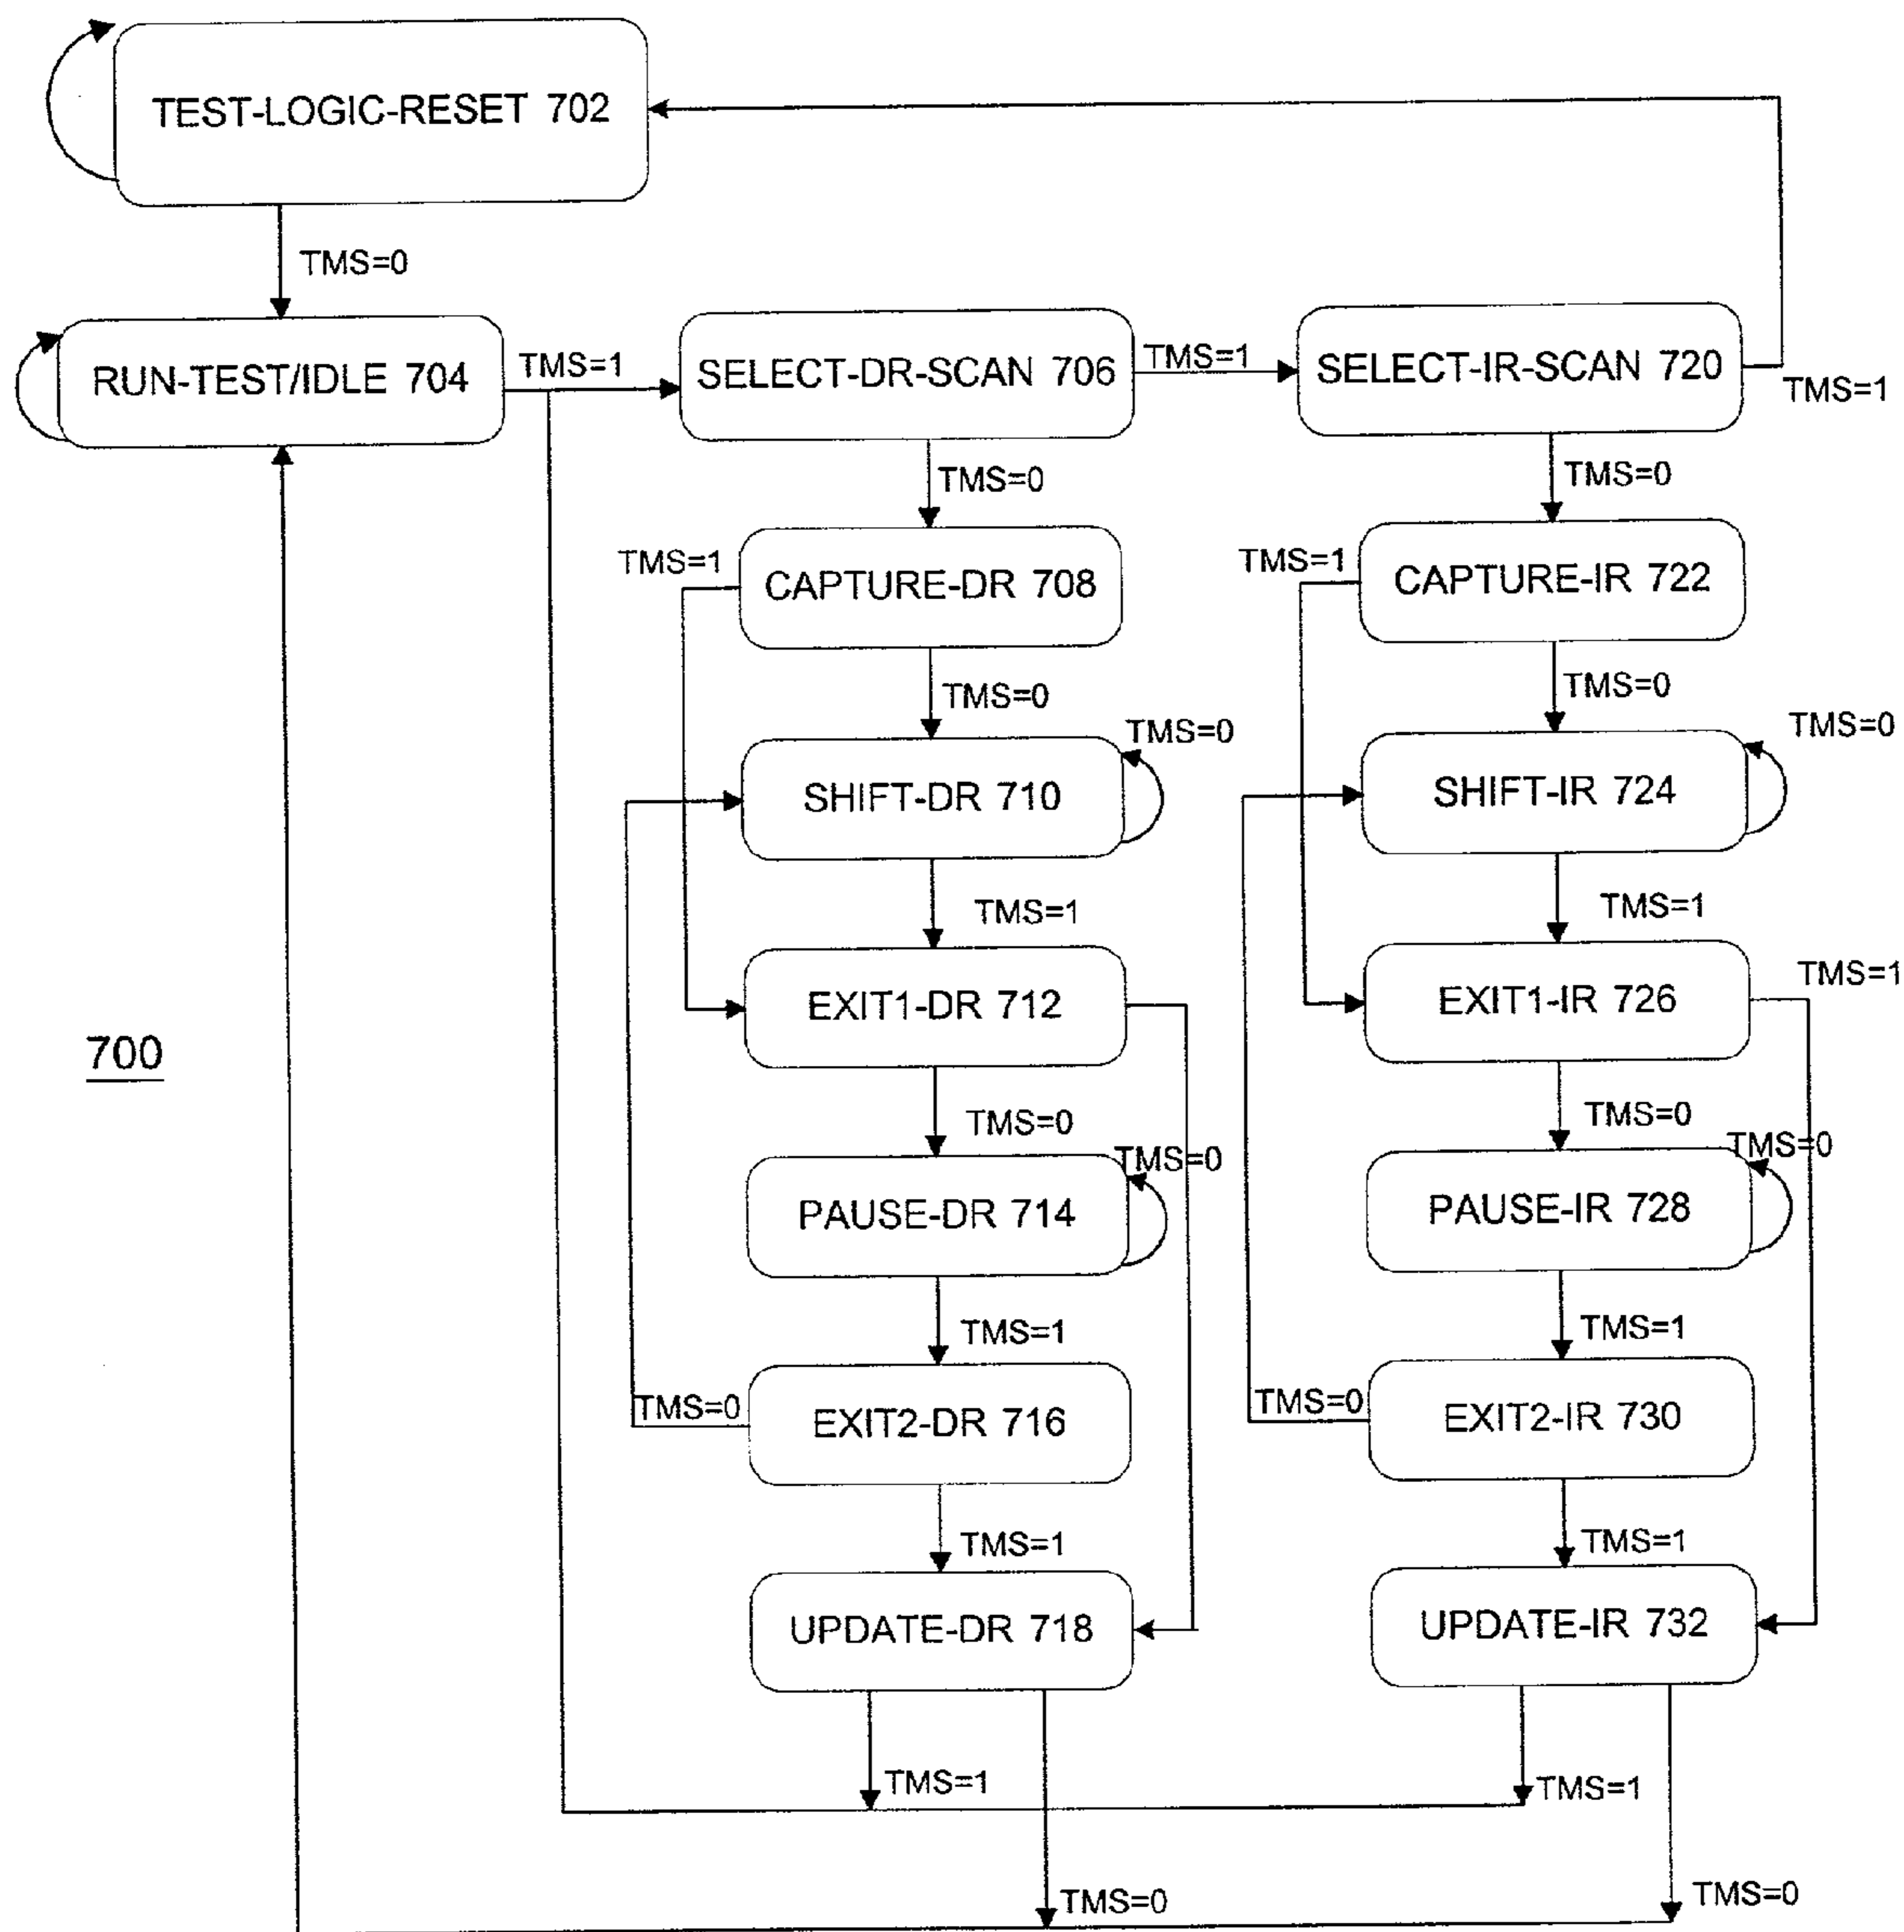 TEST-LOGIC-RESET 702
TMS=0
RUN-TEST/IDLE 704
TMS=1
SELECT-DR-SCAN 706
TMS=1
SELECT-IR-SCAN 720
TMS=1
TMS=0
TMS=0
TMS=1
CAPTURE-DR 708
TMS=1
CAPTURE-IR 722
TMS=0
TMS=0
TMS=0
TMS=0
SHIFT-DR 710
SHIFT-IR 724
TMS=1
TMS=1
EXIT1-DR 712
EXIT1-IR 726
TMS=1
700
TMS=0
TMS=0
TMS=0
TMS=0
PAUSE-DR 714
PAUSE-IR 728
TMS=1
TMS=1
TMS=0
EXIT2-DR 716
TMS=0
EXIT2-IR 730
TMS=1
TMS=1
UPDATE-DR 718
UPDATE-IR 732
TMS=1
TMS=1
TMS=0
TMS=0